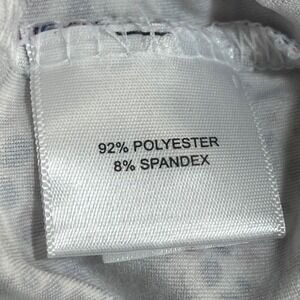 92% POLYESTER
8% SPANDEX